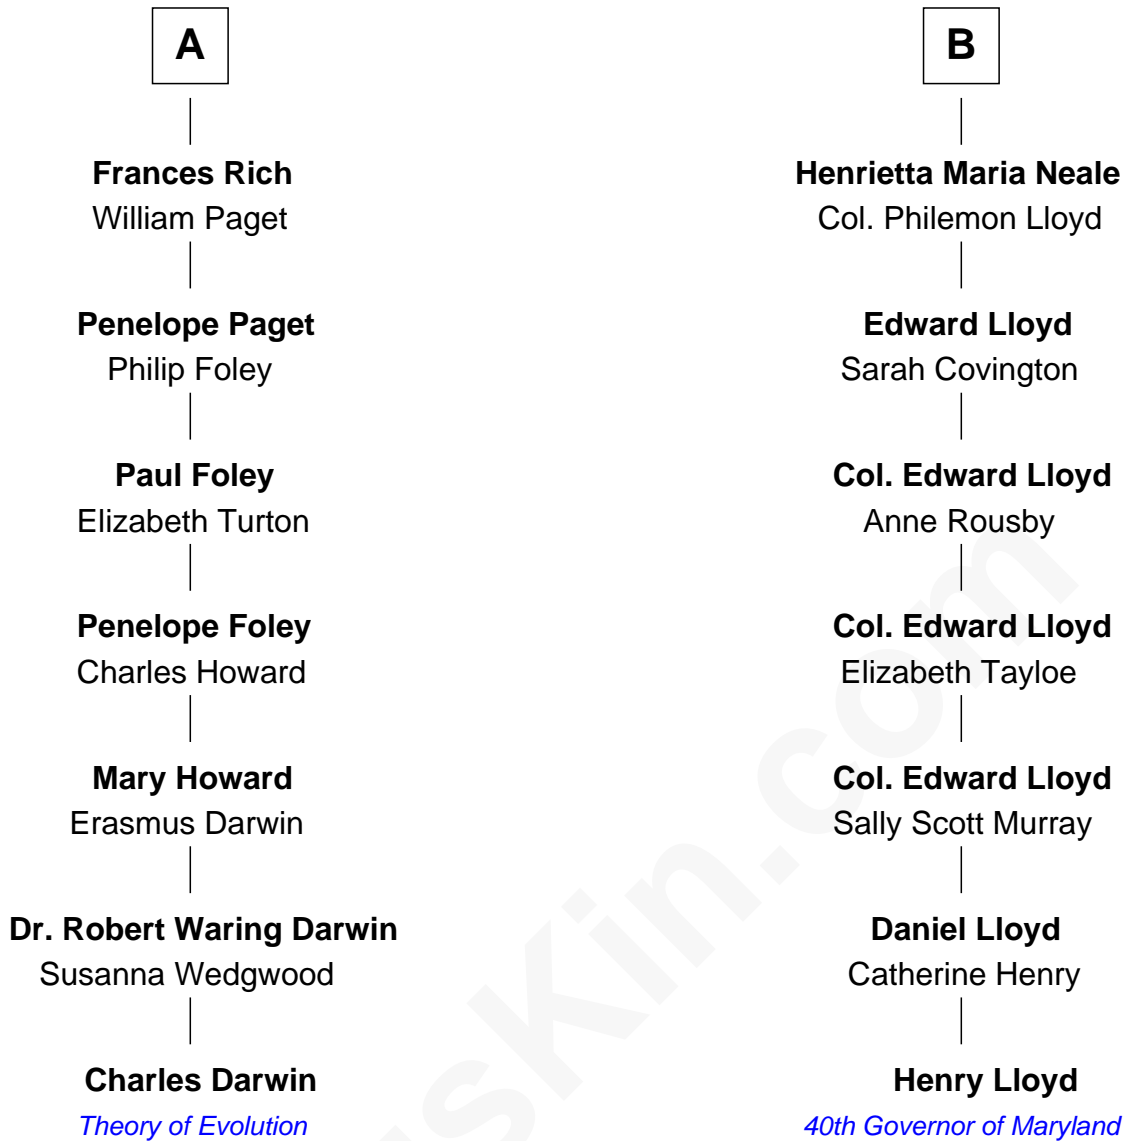 A
Frances Rich
William Paget
Penelope Paget
Philip Foley
Paul Foley
Elizabeth Turton
Penelope Foley
Charles Howard
Mary Howard
Erasmus Darwin
Dr. Robert Waring Darwin
Susanna Wedgwood
Charles Darwin
Theory of Evolution
B
Henrietta Maria Neale
Col. Philemon Lloyd
Edward Lloyd
Sarah Covington
Col. Edward Lloyd
Anne Rousby
Col. Edward Lloyd
Elizabeth Tayloe
Col. Edward Lloyd
Sally Scott Murray
Daniel Lloyd
Catherine Henry
Henry Lloyd
40th Governor of Maryland
usKin.com